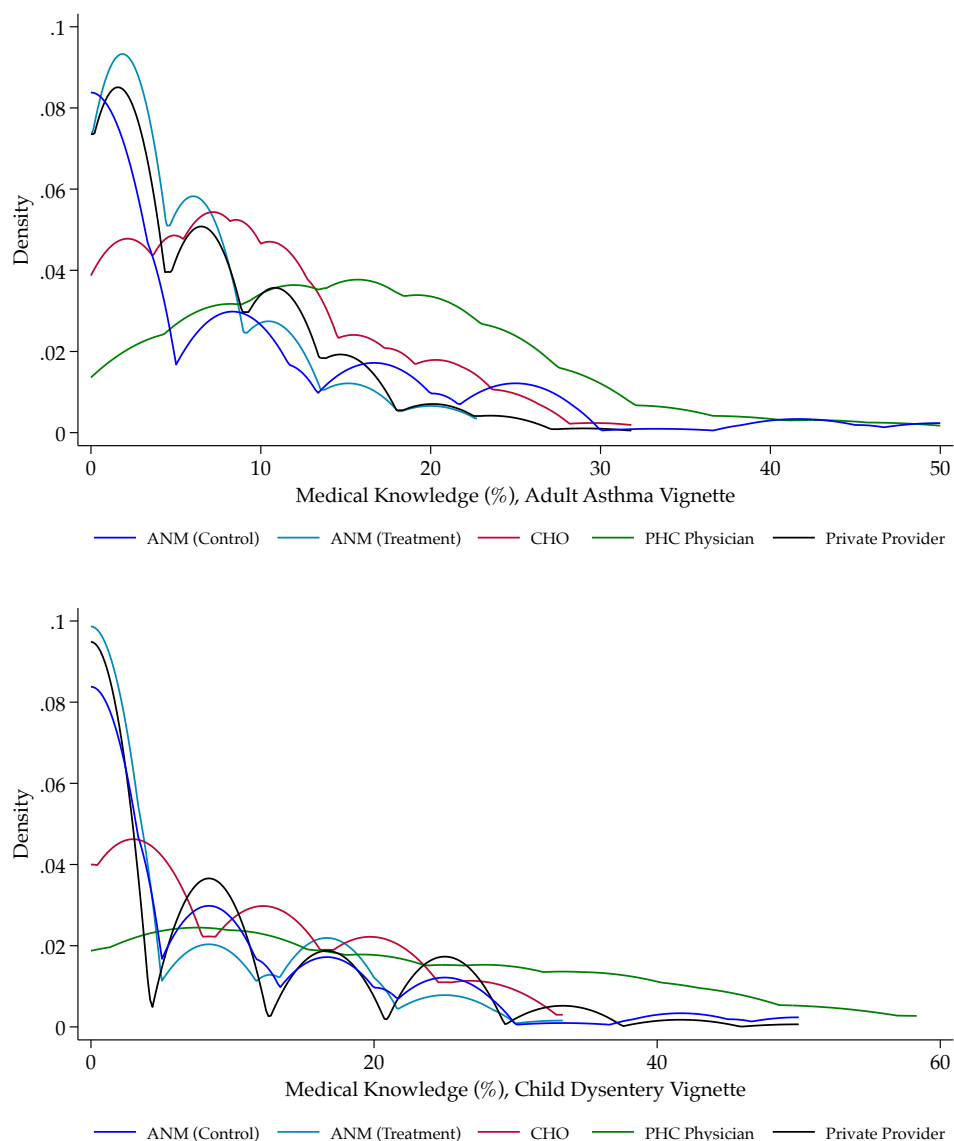 .1
.08
.06
.04
.02
0
Density
0 10 20 30 40 50
Medical Knowledge (%), Adult Asthma Vignette
ANM (Control) ANM (Treatment) CHO PHC Physician Private Provider
.1
.08
.06
.04
.02
0
Density
0 20 40 60
Medical Knowledge (%), Child Dysentery Vignette
ANM (Control) ANM (Treatment) CHO PHC Physician Private Provider